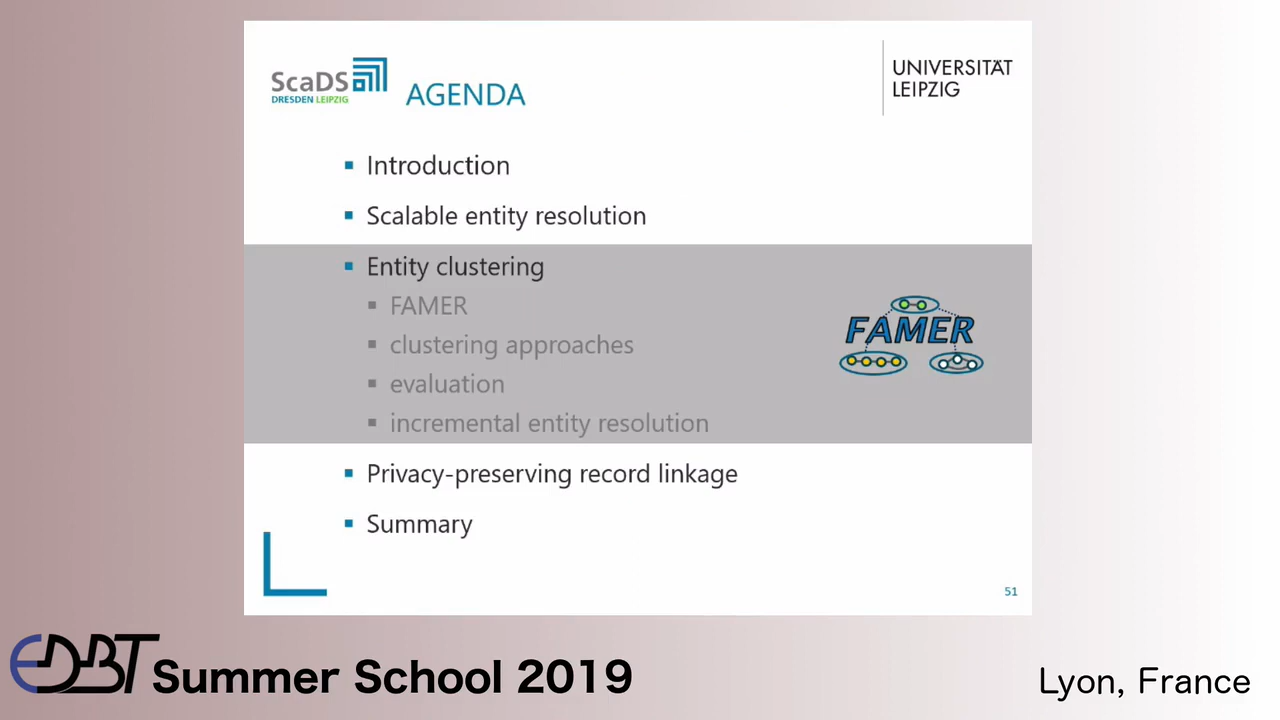 ScaDS
DRESDEN LEIPZIG
AGENDA
UNIVERSITÄT
LEIPZIG
Introduction
Scalable entity resolution
Entity clustering
FAMER
clustering approaches
evaluation
incremental entity resolution
FAMER
Privacy-preserving record linkage
Summary
51
EDBT Summer School 2019
Lyon, France